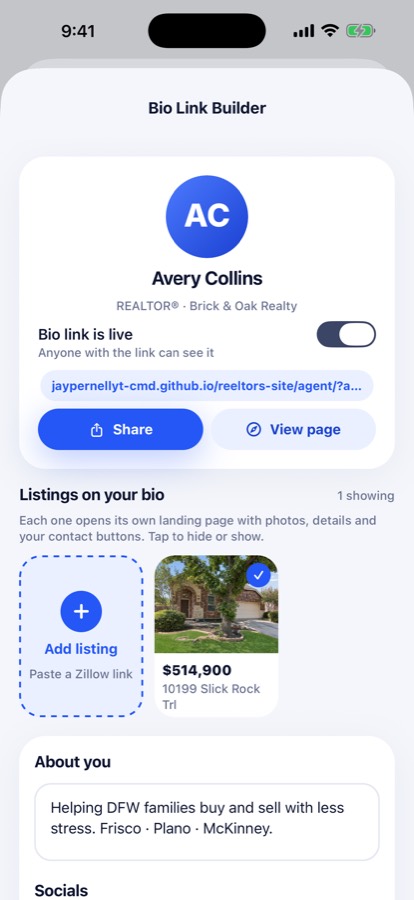 9:41
Bio Link Builder
AC
Avery Collins
REALTOR® · Brick & Oak Realty
Bio link is live
Anyone with the link can see it
jaypernellyt-cmd.github.io/reeltors-site/agent/?a...
Share
View page
Listings on your bio
1 showing
Each one opens its own landing page with photos, details and
your contact buttons. Tap to hide or show.
Add listing
Paste a Zillow link
$514,900
10199 Slick Rock
Trl
About you
Helping DFW families buy and sell with less
stress. Frisco · Plano · McKinney.
Socials